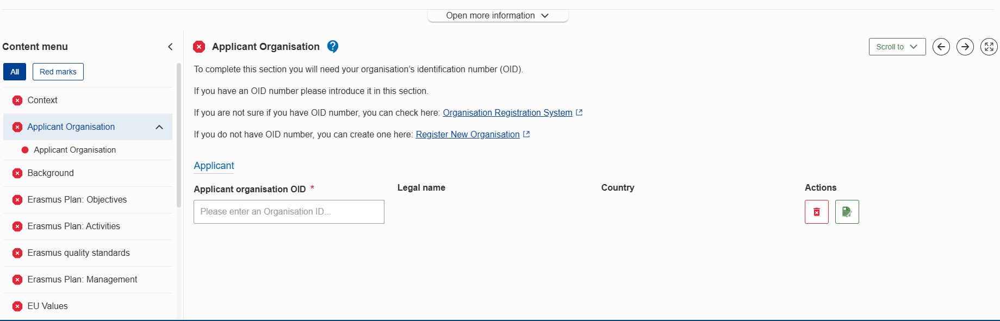 Open more information
Content menu
All
Red marks
Context
Applicant Organisation
Applicant Organisation
Background
Erasmus Plan: Objectives
Erasmus Plan: Activities
Erasmus quality standards
Erasmus Plan: Management
EU Values
Applicant Organisation
Scroll to
To complete this section you will need your organisation’s identification number (OID).
If you have an OID number please introduce it in this section.
If you are not sure if you have OID number, you can check here: Organisation Registration System
If you do not have OID number, you can create one here: Register New Organisation
Applicant
Applicant organisation OID *
Legal name
Country
Actions
Please enter an Organisation ID...